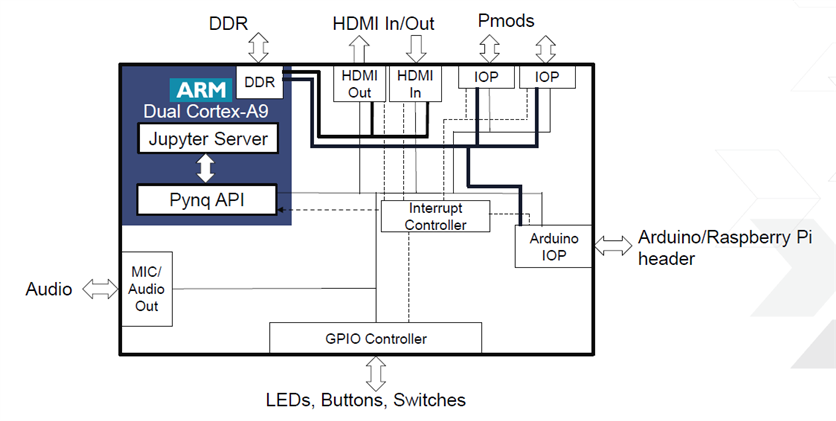 DDR
HDMI In/Out
Pmods
ARM
DDR
HDMI
Out
HDMI
In
IOP
IOP
Dual Cortex-A9
Jupyter Server
Pynq API
Interrupt
Controller
Arduino
IOP
Arduino/Raspberry Pi
header
Audio
MIC/
Audio
Out
GPIO Controller
LEDs, Buttons, Switches